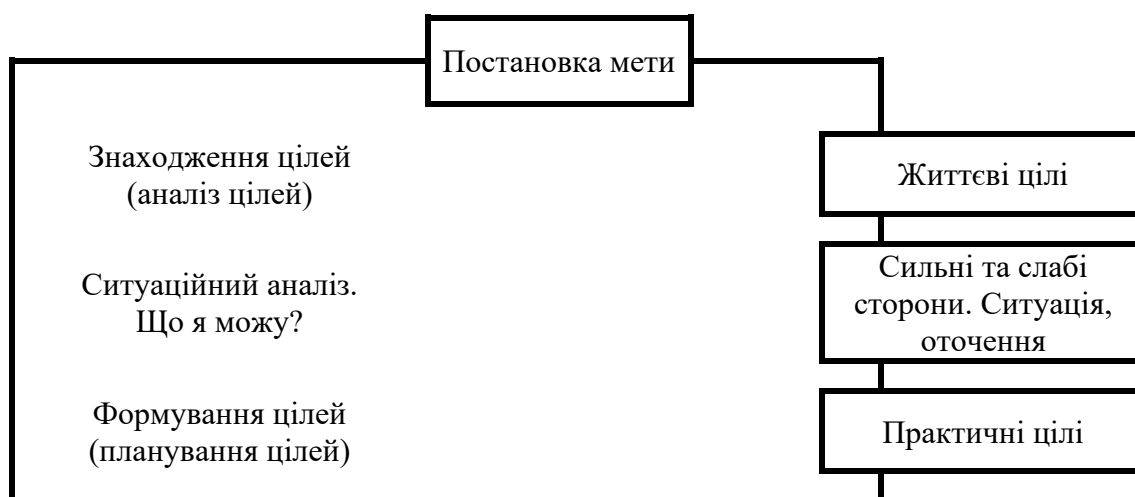 Постановка мети
Знаходження цілей
(аналіз цілей)
Життєві цілі
Ситуаційний аналіз.
Що я можу?
Сильні та слабі
сторони. Ситуація,
оточення
Формування цілей
(планування цілей)
Практичні цілі